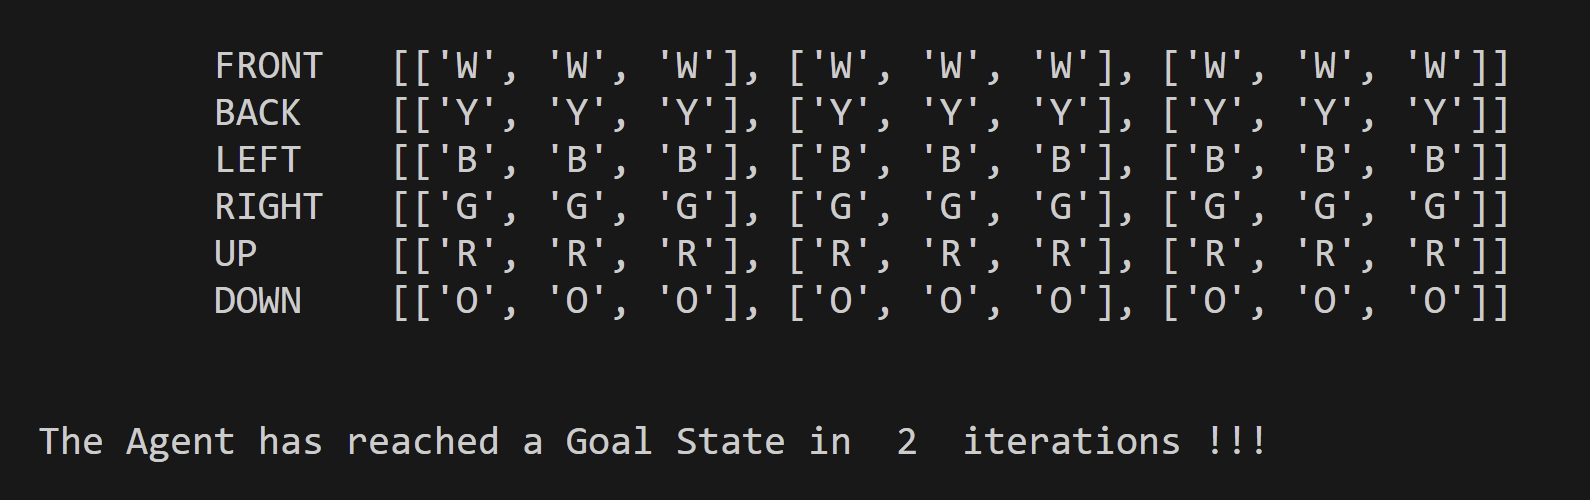 FRONT [['W', 'W', 'W'], ['W', 'W', 'W'], ['W', 'W', 'W']]
BACK [['Y', 'Y', 'Y'], ['Y', 'Y', 'Y'], ['Y', 'Y', 'Y']]
LEFT [['B', 'B', 'B'], ['B', 'B', 'B'], ['B', 'B', 'B']]
RIGHT [['G', 'G', 'G'], ['G', 'G', 'G'], ['G', 'G', 'G']]
UP [['R', 'R', 'R'], ['R', 'R', 'R'], ['R', 'R', 'R']]
DOWN [['O', 'O', 'O'], ['O', 'O', 'O'], ['O', 'O', 'O']]
The Agent has reached a Goal State in 2 iterations !!!